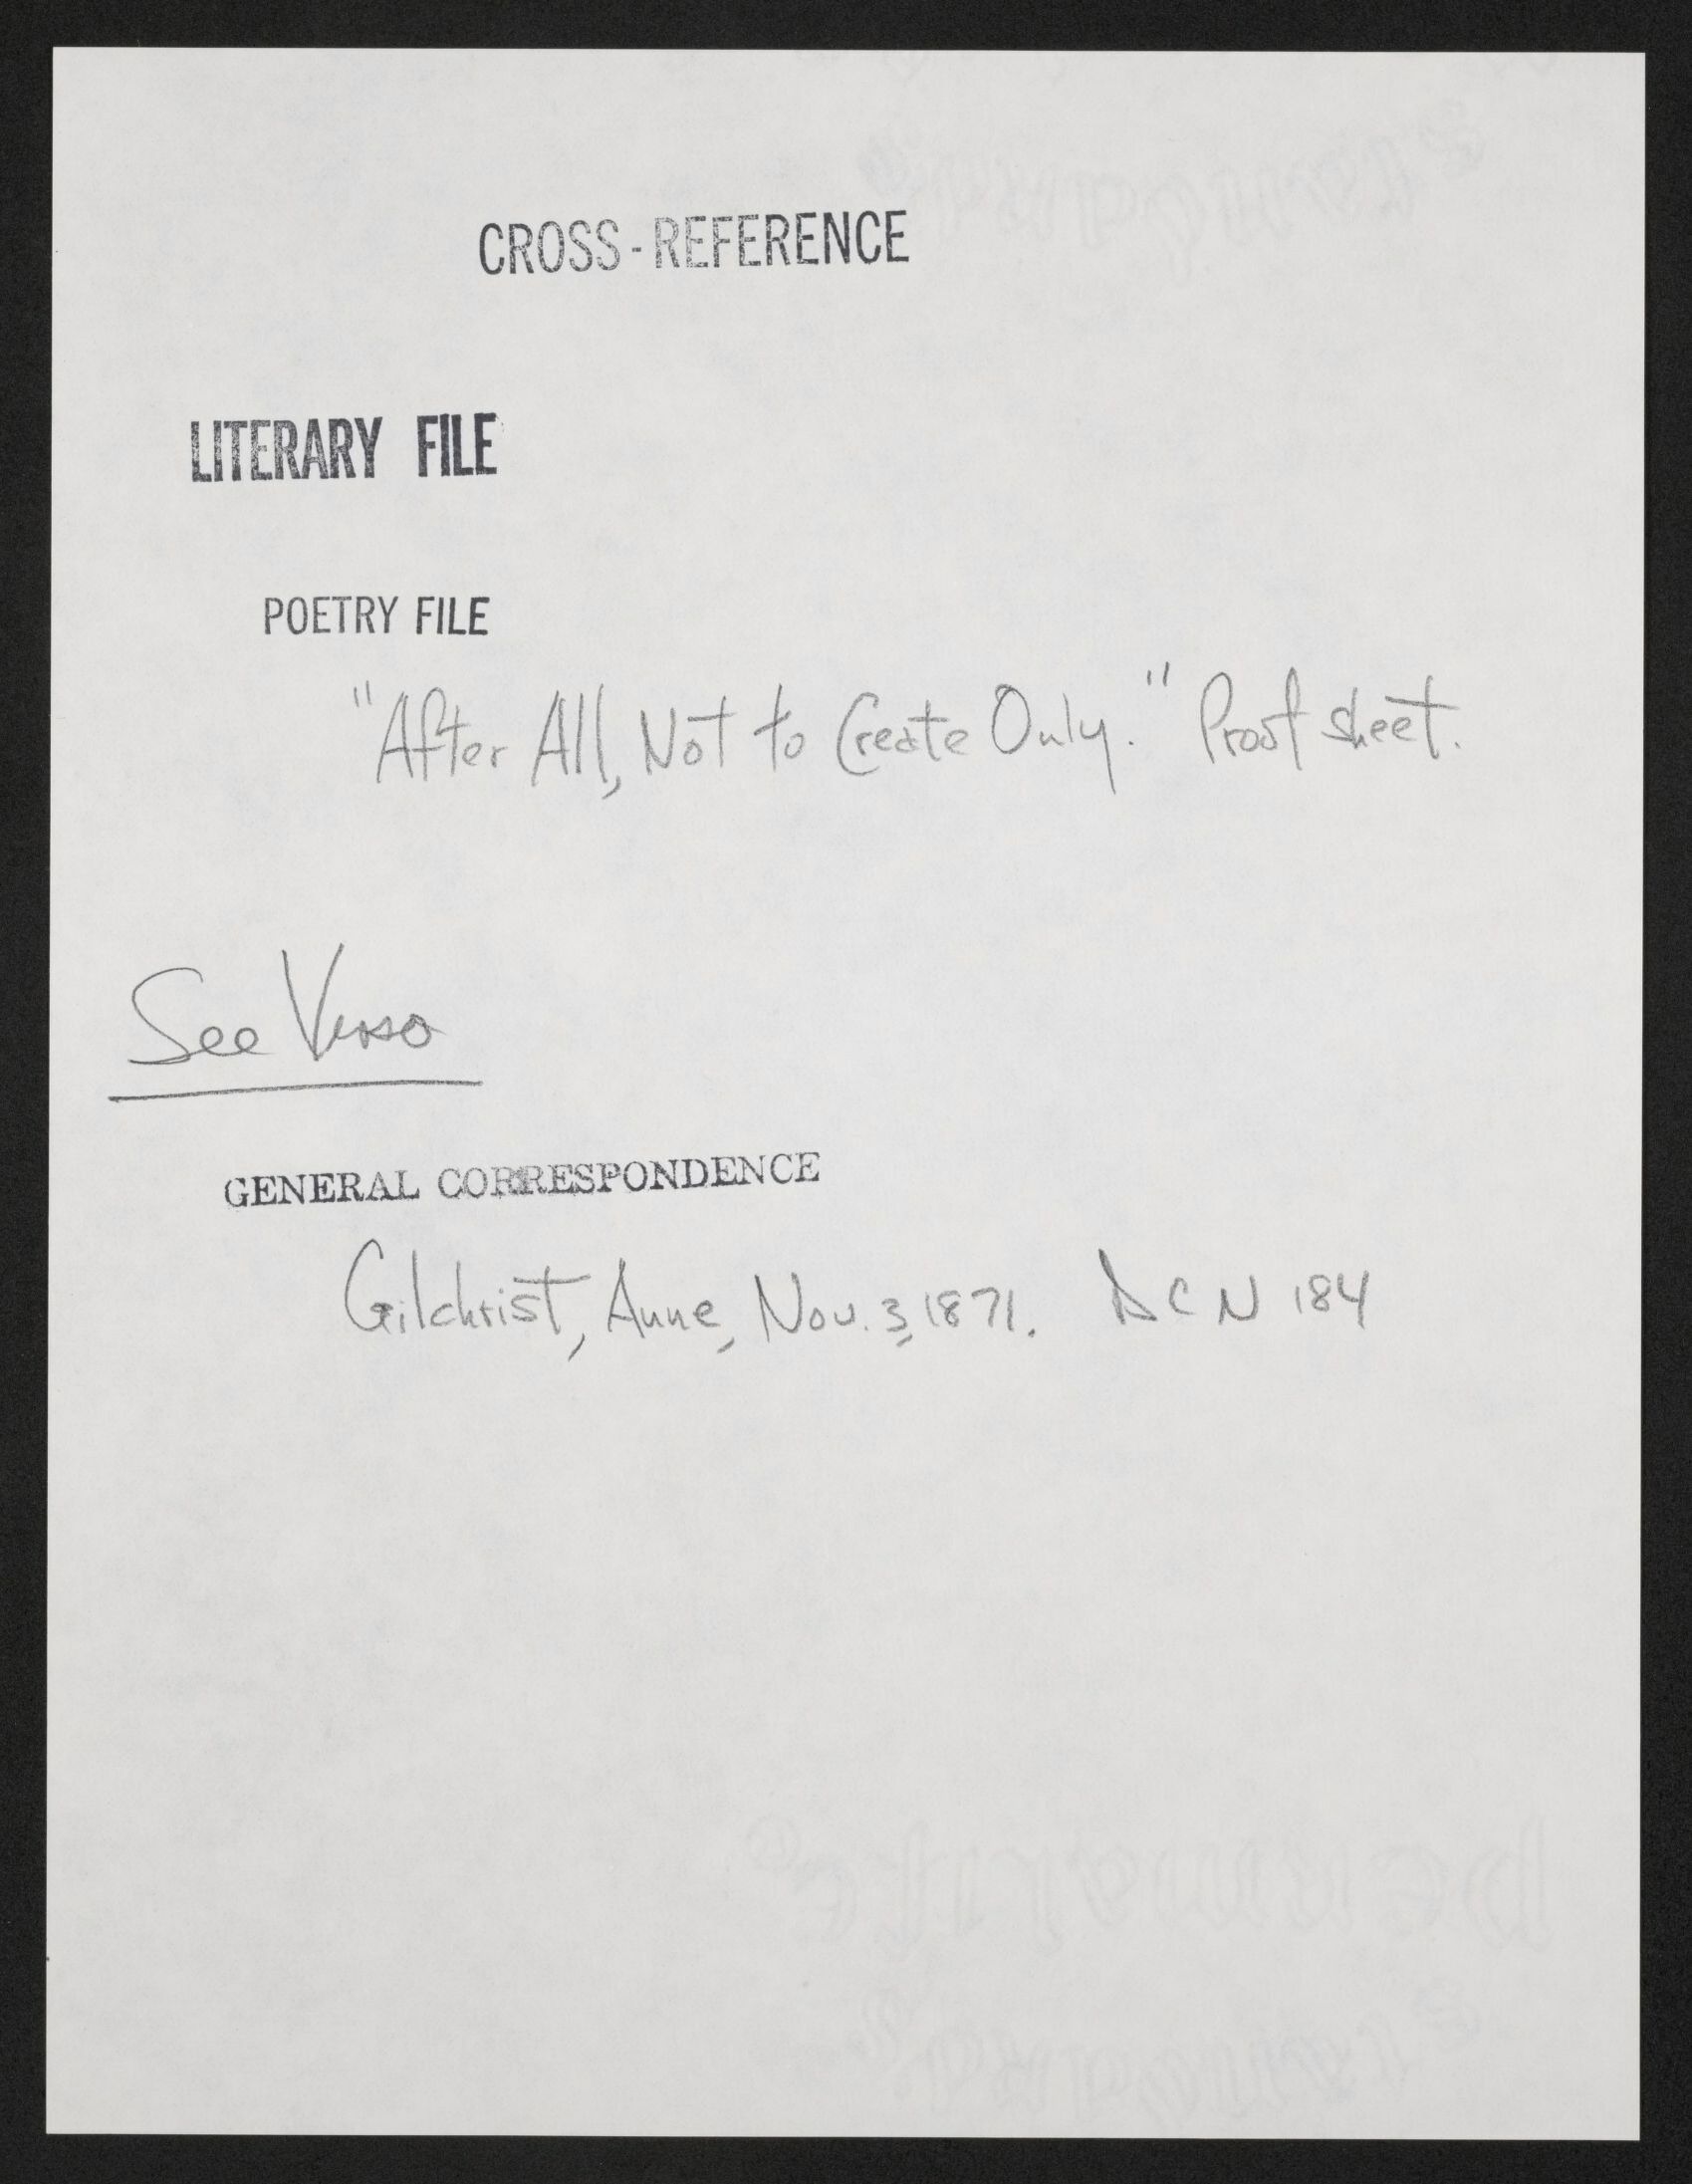 CROSS-REFERENCE
LITERARY FILE
POETRY FILE
"After All, Not to Create Only." Proof sheet.
See Verso
GENERAL CORRESPONDENCE
Gilchrist, Anne, Nov. 3, 1871. DCN 184